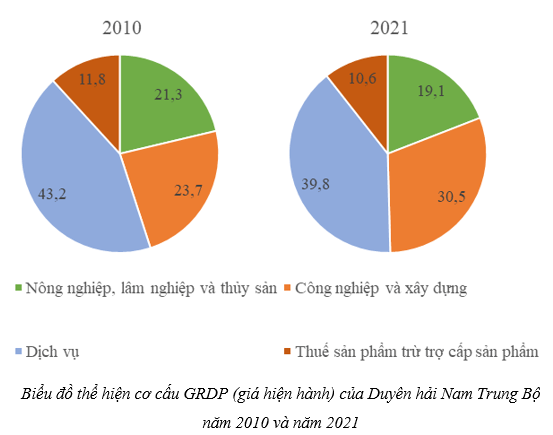 2010
2021
11,8
21,3
43,2
23,7
10,6
19,1
39,8
30,5
Nông nghiệp, lâm nghiệp và thủy sản
Công nghiệp và xây dựng
Dịch vụ
Thuế sản phẩm trừ trợ cấp sản phẩm
Biểu đồ thể hiện cơ cấu GRDP (giá hiện hành) của Duyên hải Nam Trung Bộ
năm 2010 và năm 2021